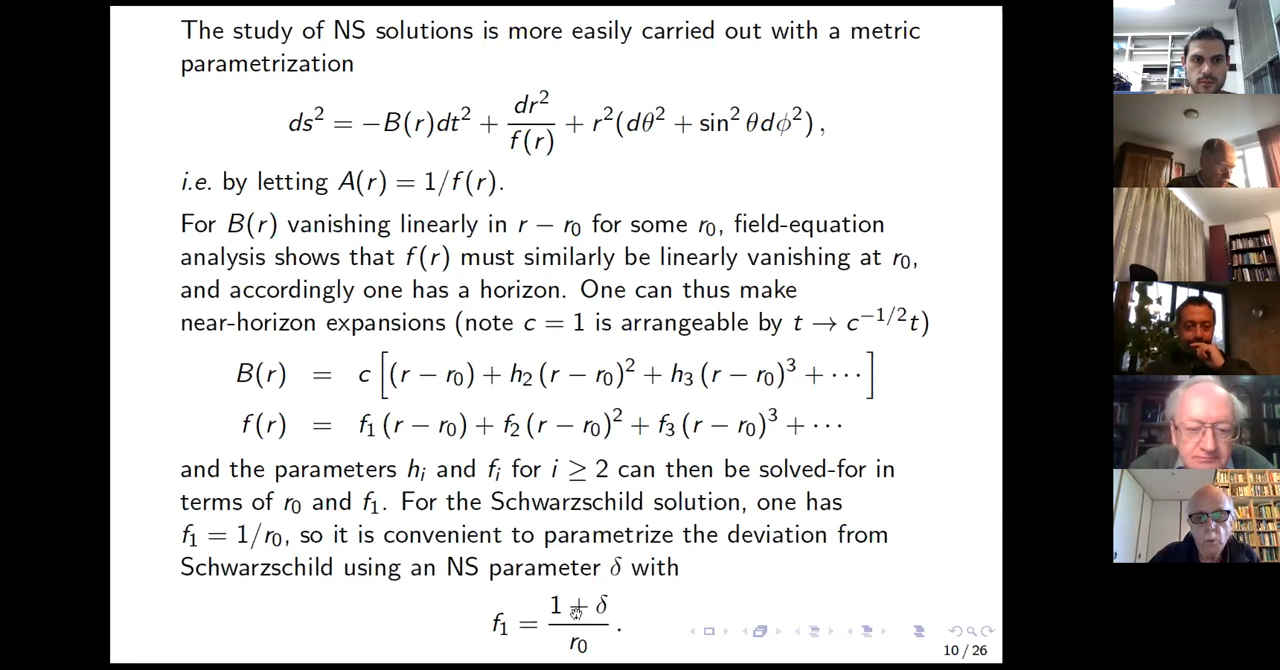 The study of NS solutions is more easily carried out with a metric
parametrization
ds² = −B(r)dt² + dr²/f(r) + r²(dθ² + sin² θdϕ²) ,
i.e. by letting A(r) = 1/f(r).
For B(r) vanishing linearly in r − r₀ for some r₀, field-equation
analysis shows that f(r) must similarly be linearly vanishing at r₀,
and accordingly one has a horizon. One can thus make
near-horizon expansions (note c = 1 is arrangeable by t → c⁻¹/²t)
B(r) = c [(r − r₀) + h₂ (r − r₀)² + h₃ (r − r₀)³ + ⋯]
f(r) = f₁ (r − r₀) + f₂ (r − r₀)² + f₃ (r − r₀)³ + ⋯
and the parameters hᵢ and fᵢ for i ≥ 2 can then be solved-for in
terms of r₀ and f₁. For the Schwarzschild solution, one has
f₁ = 1/r₀, so it is convenient to parametrize the deviation from
Schwarzschild using an NS parameter δ with
f₁ = (1 + δ)/r₀ .
10 / 26